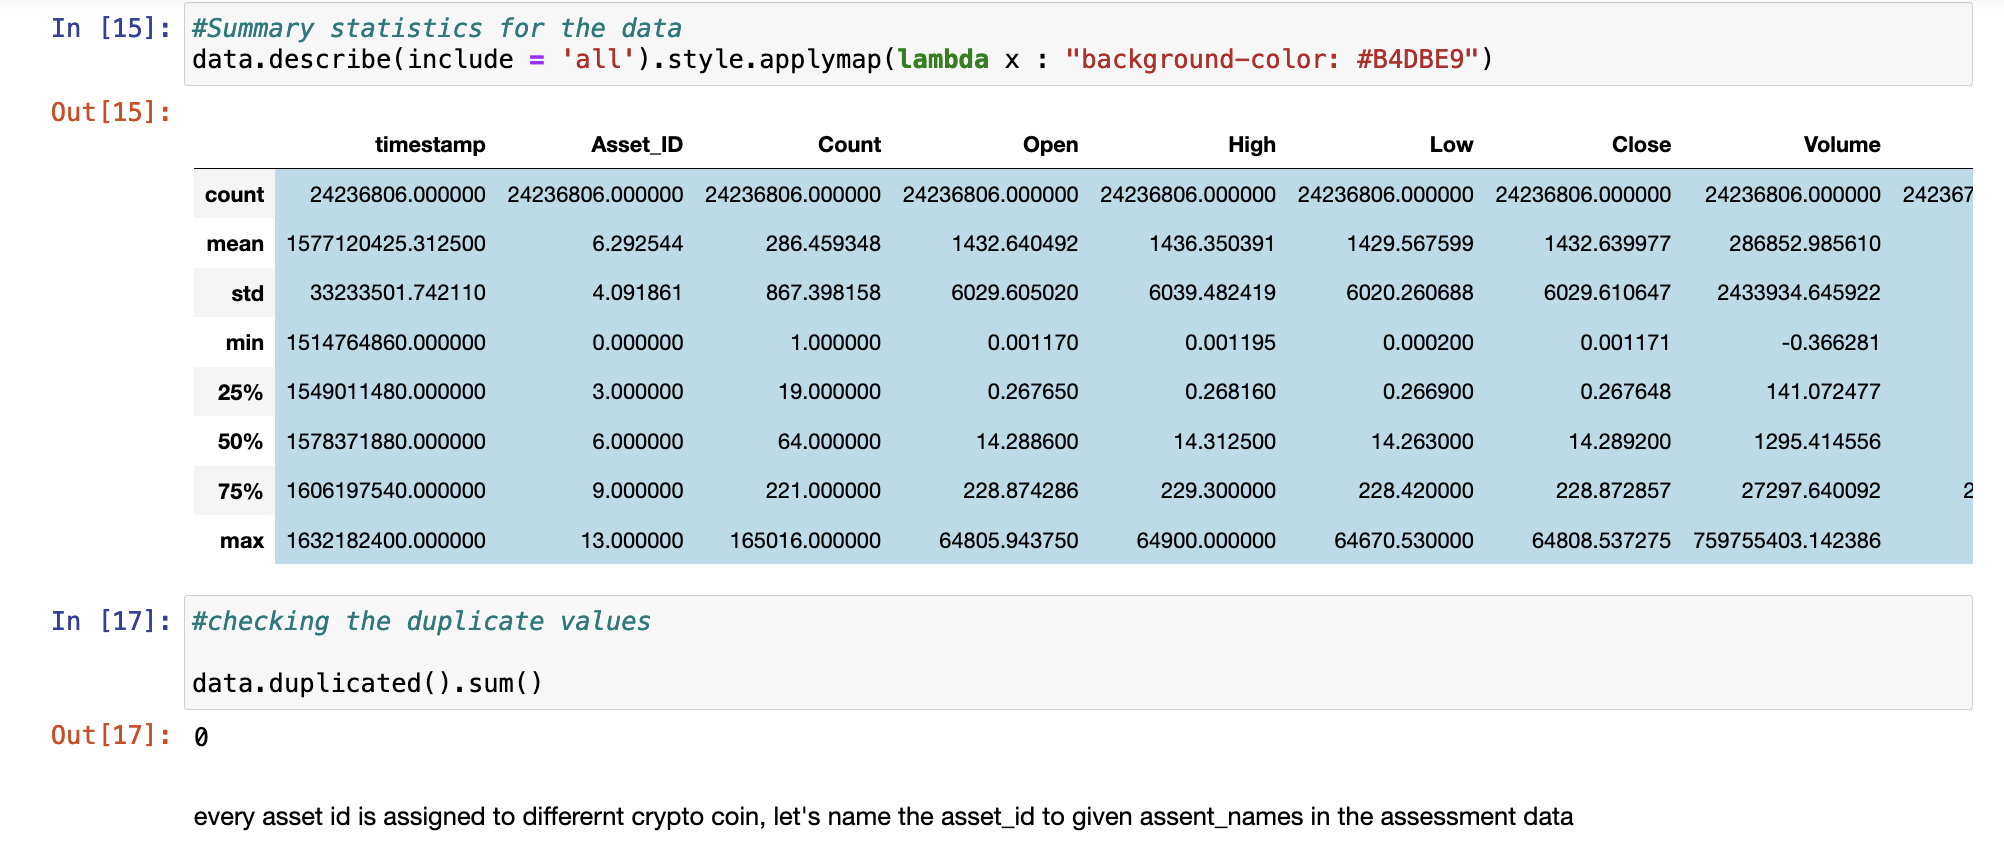 In [15]: #Summary statistics for the data
data.describe(include = 'all').style.applymap(lambda x : "background-color: #B4DBE9")
Out[15]:
timestamp Asset_ID Count Open High Low Close Volume
count 24236806.000000 24236806.000000 24236806.000000 24236806.000000 24236806.000000 24236806.000000 24236806.000000 24236806.000000 242367
mean 1577120425.312500 6.292544 286.459348 1432.640492 1436.350391 1429.567599 1432.639977 286852.985610
std 33233501.742110 4.091861 867.398158 6029.605020 6039.482419 6020.260688 6029.610647 2433934.645922
min 1514764860.000000 0.000000 1.000000 0.001170 0.001195 0.000200 0.001171 -0.366281
25% 1549011480.000000 3.000000 19.000000 0.267650 0.268160 0.266900 0.267648 141.072477
50% 1578371880.000000 6.000000 64.000000 14.288600 14.312500 14.263000 14.289200 1295.414556
75% 1606197540.000000 9.000000 221.000000 228.874286 229.300000 228.420000 228.872857 27297.640092 2
max 1632182400.000000 13.000000 165016.000000 64805.943750 64900.000000 64670.530000 64808.537275 759755403.142386
In [17]: #checking the duplicate values
data.duplicated().sum()
Out[17]: 0
every asset id is assigned to differernt crypto coin, let's name the asset_id to given assent_names in the assessment data